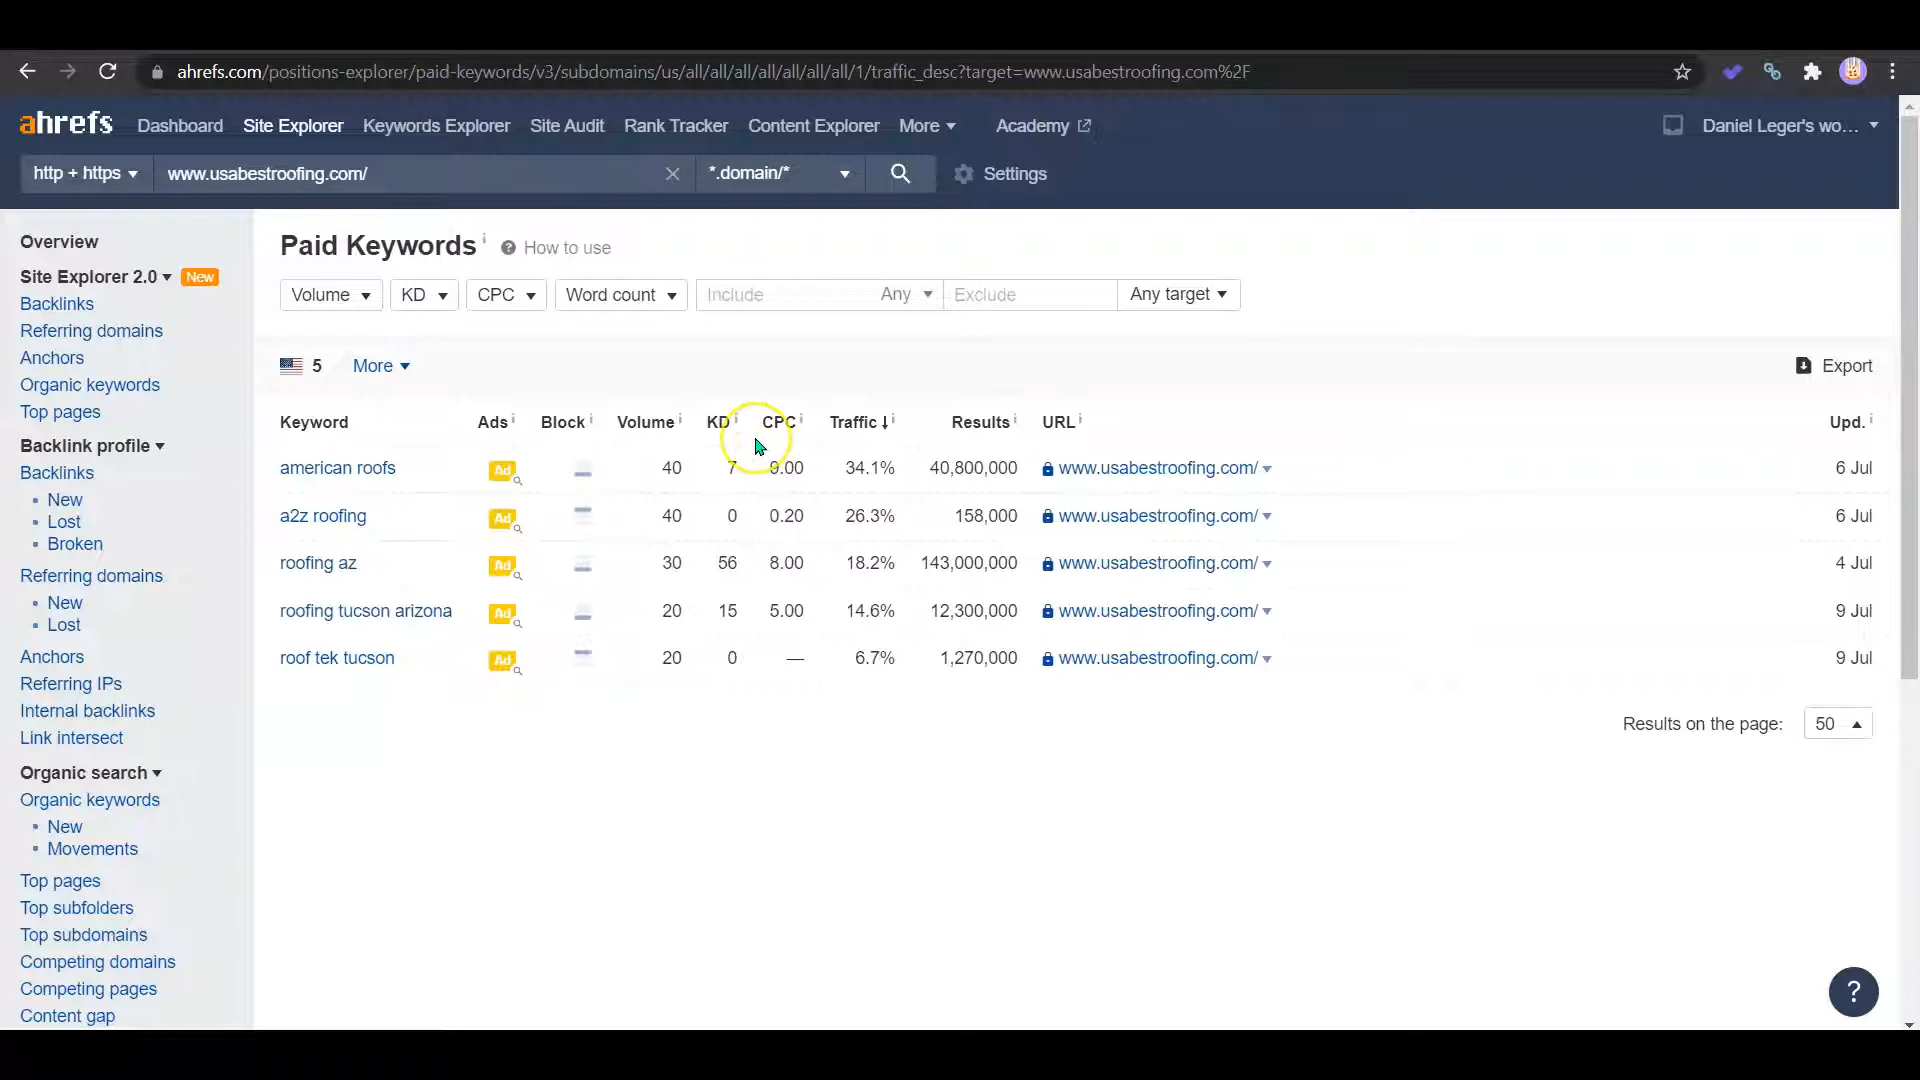 ahrefs.com/positions-explorer/paid-keywords/v3/subdomains/us/all/all/all/all/all/all/all/1/traffic_desc?target=www.usabestroofing.com%2F
ahrefs Dashboard Site Explorer Keywords Explorer Site Audit Rank Tracker Content Explorer More Academy Daniel Leger's wo...
http + https www.usabestroofing.com/ *.domain/* Settings
Overview
Site Explorer 2.0 New
Backlinks
Referring domains
Anchors
Organic keywords
Top pages
Backlink profile
Backlinks
New
Lost
Broken
Referring domains
New
Lost
Anchors
Referring IPs
Internal backlinks
Link intersect
Organic search
Organic keywords
New
Movements
Top pages
Top subfolders
Top subdomains
Competing domains
Competing pages
Content gap
Paid Keywords i ? How to use
Volume KD CPC Word count Include Any Exclude Any target
5 More Export
Keyword Ads i Block i Volume i KD i CPC i Traffic ↓ i Results i URL i Upd. i
american roofs Ad 40 7 9.00 34.1% 40,800,000 www.usabestroofing.com/ 6 Jul
a2z roofing Ad 40 0 0.20 26.3% 158,000 www.usabestroofing.com/ 6 Jul
roofing az Ad 30 56 8.00 18.2% 143,000,000 www.usabestroofing.com/ 4 Jul
roofing tucson arizona Ad 20 15 5.00 14.6% 12,300,000 www.usabestroofing.com/ 9 Jul
roof tek tucson Ad 20 0 — 6.7% 1,270,000 www.usabestroofing.com/ 9 Jul
Results on the page: 50
?